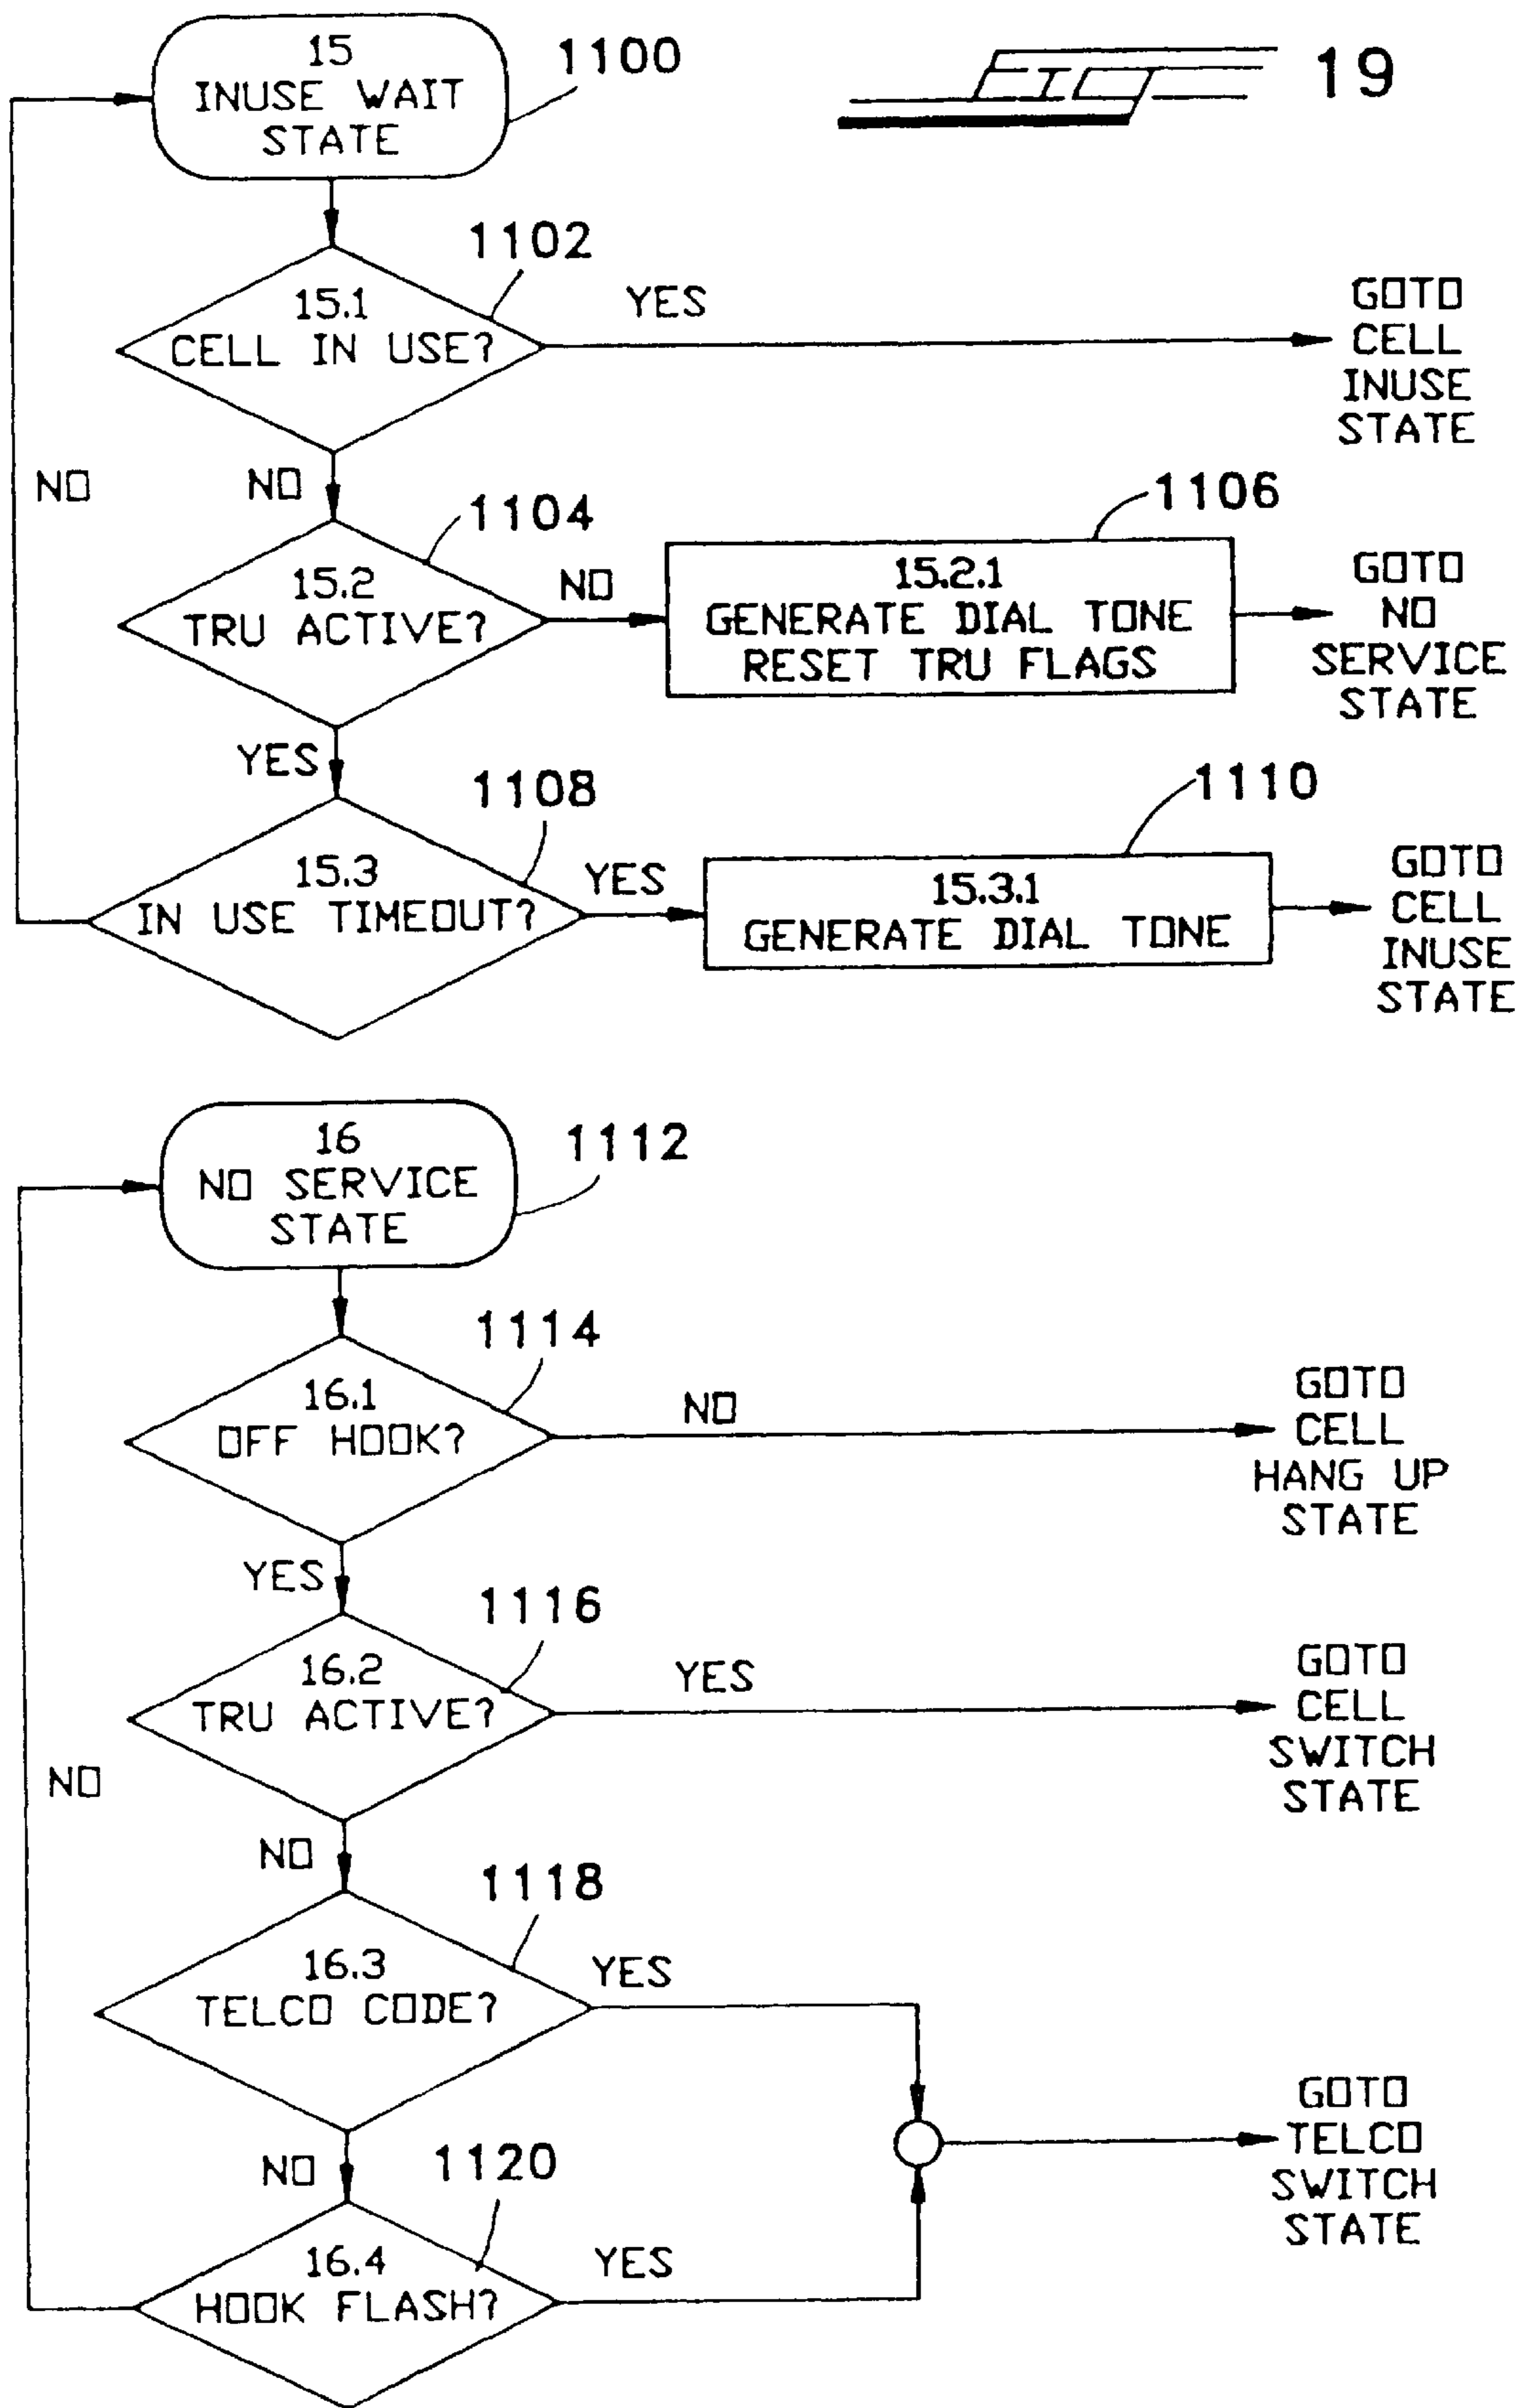 FIG 19
15
INUSE WAIT
STATE
1100
1102
15.1
CELL IN USE?
YES
GOTO
CELL
INUSE
STATE
NO
NO
1104
15.2
TRU ACTIVE?
NO
1106
15.2.1
GENERATE DIAL TONE
RESET TRU FLAGS
GOTO
NO
SERVICE
STATE
YES
1108
15.3
IN USE TIMEOUT?
YES
1110
15.3.1
GENERATE DIAL TONE
GOTO
CELL
INUSE
STATE
16
NO SERVICE
STATE
1112
1114
16.1
OFF HOOK?
NO
GOTO
CELL
HANG UP
STATE
YES
1116
16.2
TRU ACTIVE?
YES
GOTO
CELL
SWITCH
STATE
NO
NO
1118
16.3
TELCO CODE?
YES
GOTO
TELCO
SWITCH
STATE
NO
1120
16.4
HOOK FLASH?
YES